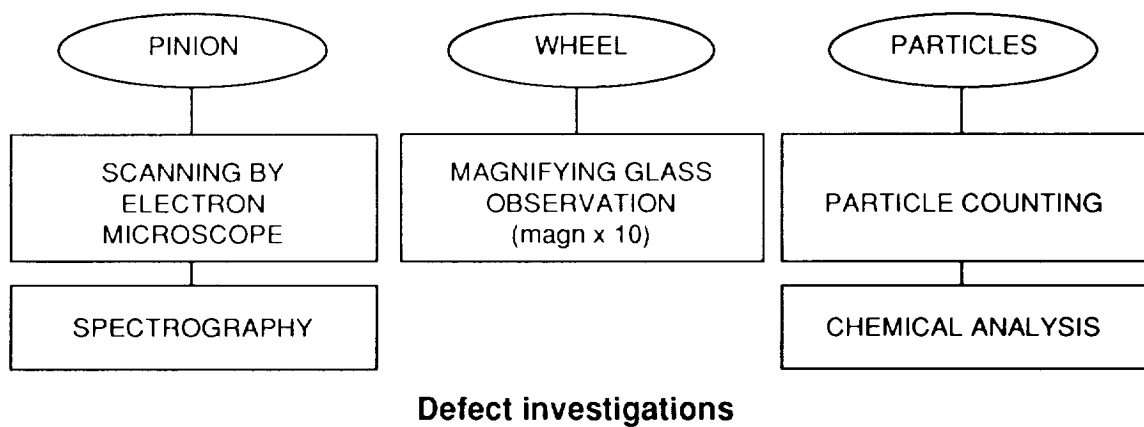 PINION
WHEEL
PARTICLES
SCANNING BY
ELECTRON
MICROSCOPE
MAGNIFYING GLASS
OBSERVATION
(magn x 10)
PARTICLE COUNTING
SPECTROGRAPHY
CHEMICAL ANALYSIS
Defect investigations